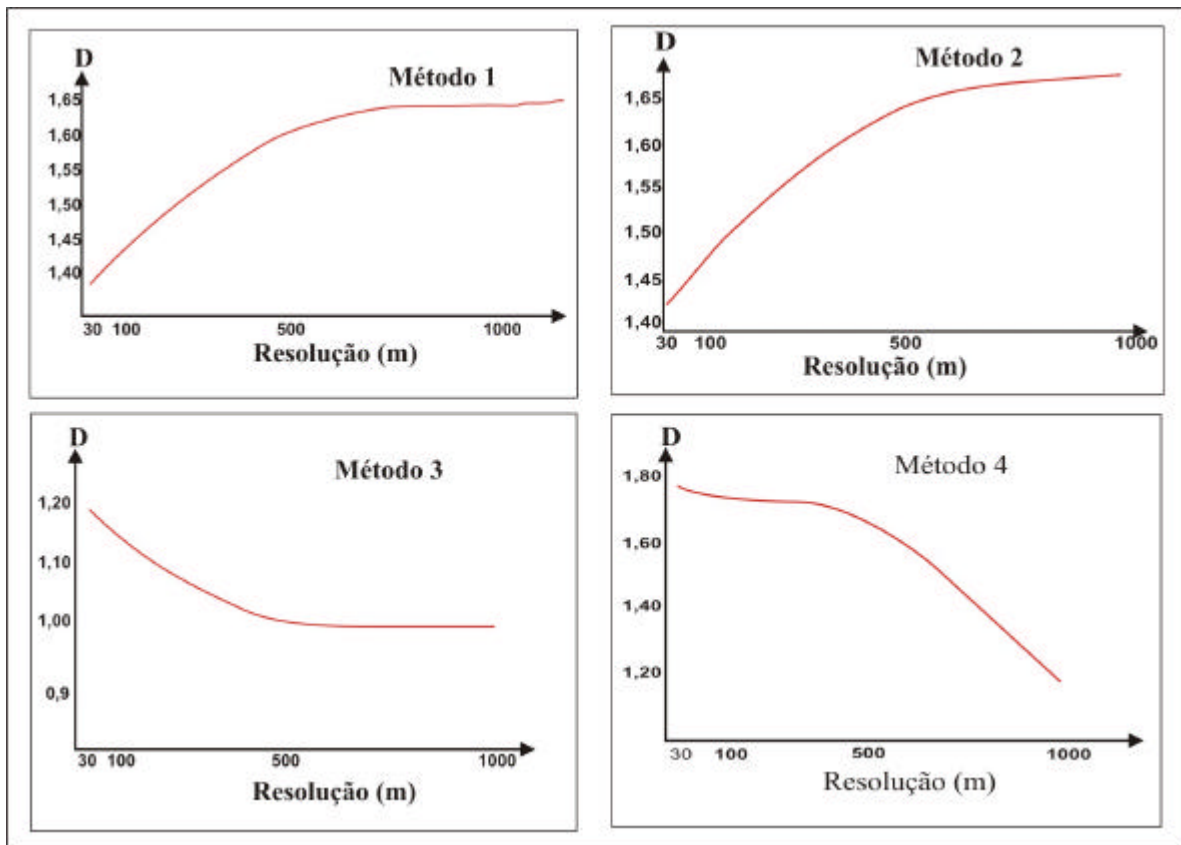 D
Método 1
1,65
1,60
1,55
1,50
1,45
1,40
30 100 500 1000
Resolução (m)
D
Método 2
1,65
1,60
1,55
1,50
1,45
1,40
30 100 500 1000
Resolução (m)
D
Método 3
1,20
1,10
1,00
0,9
30 100 500 1000
Resolução (m)
D
Método 4
1,80
1,60
1,40
1,20
30 100 500 1000
Resolução (m)